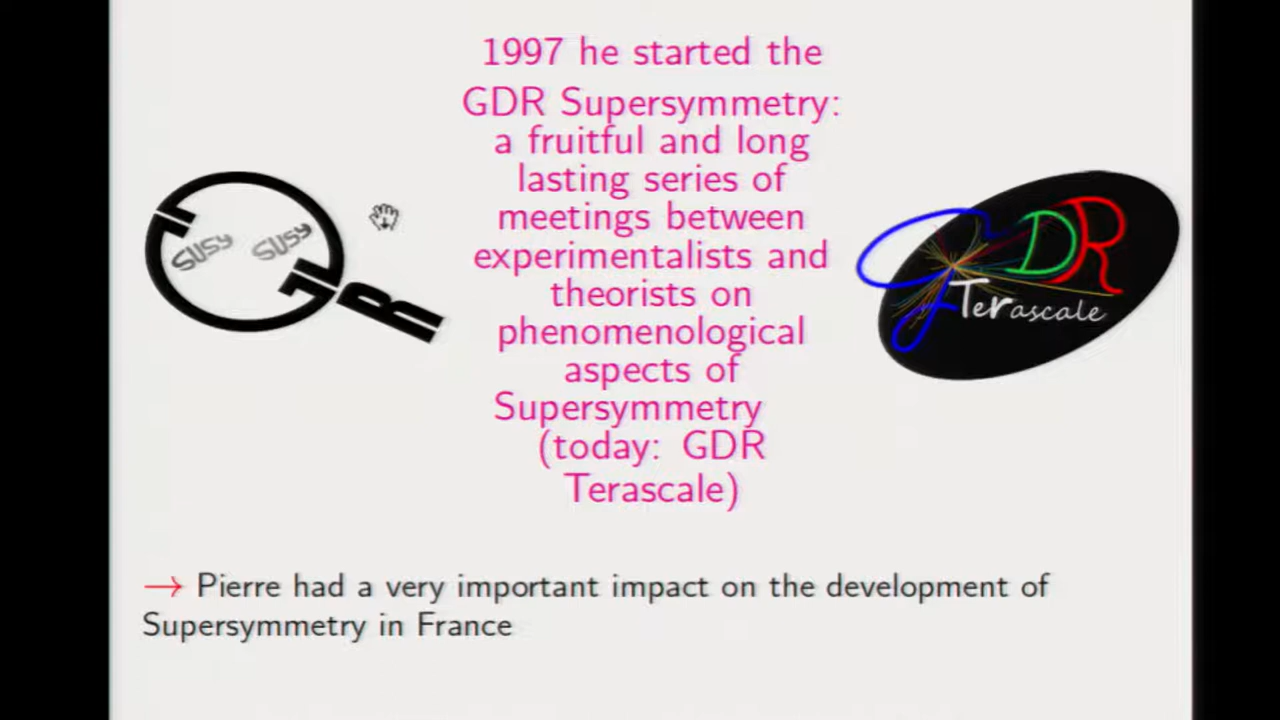 1997 he started the
GDR Supersymmetry:
a fruitful and long
lasting series of
meetings between
experimentalists and
theorists on
phenomenological
aspects of
Supersymmetry
(today: GDR
Terascale)
SUSY SUSY
GDR
GDR
Terascale
→ Pierre had a very important impact on the development of
Supersymmetry in France